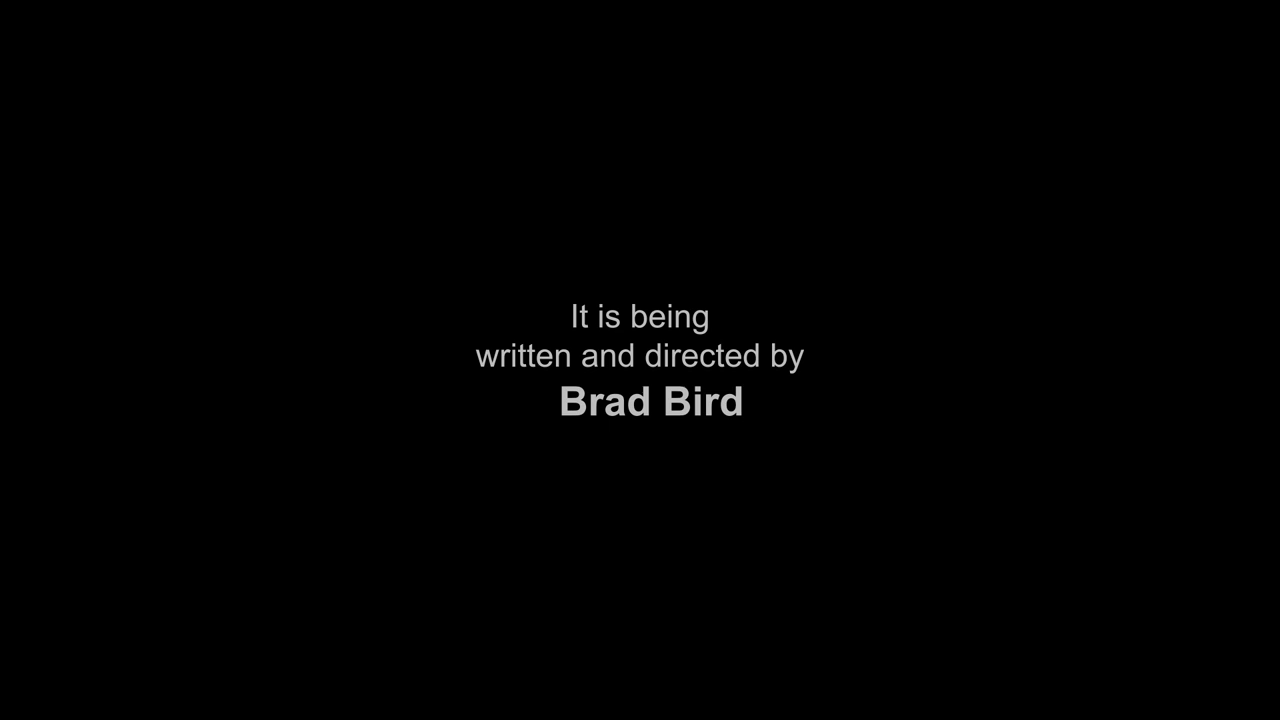 It is being
written and directed by
Brad Bird